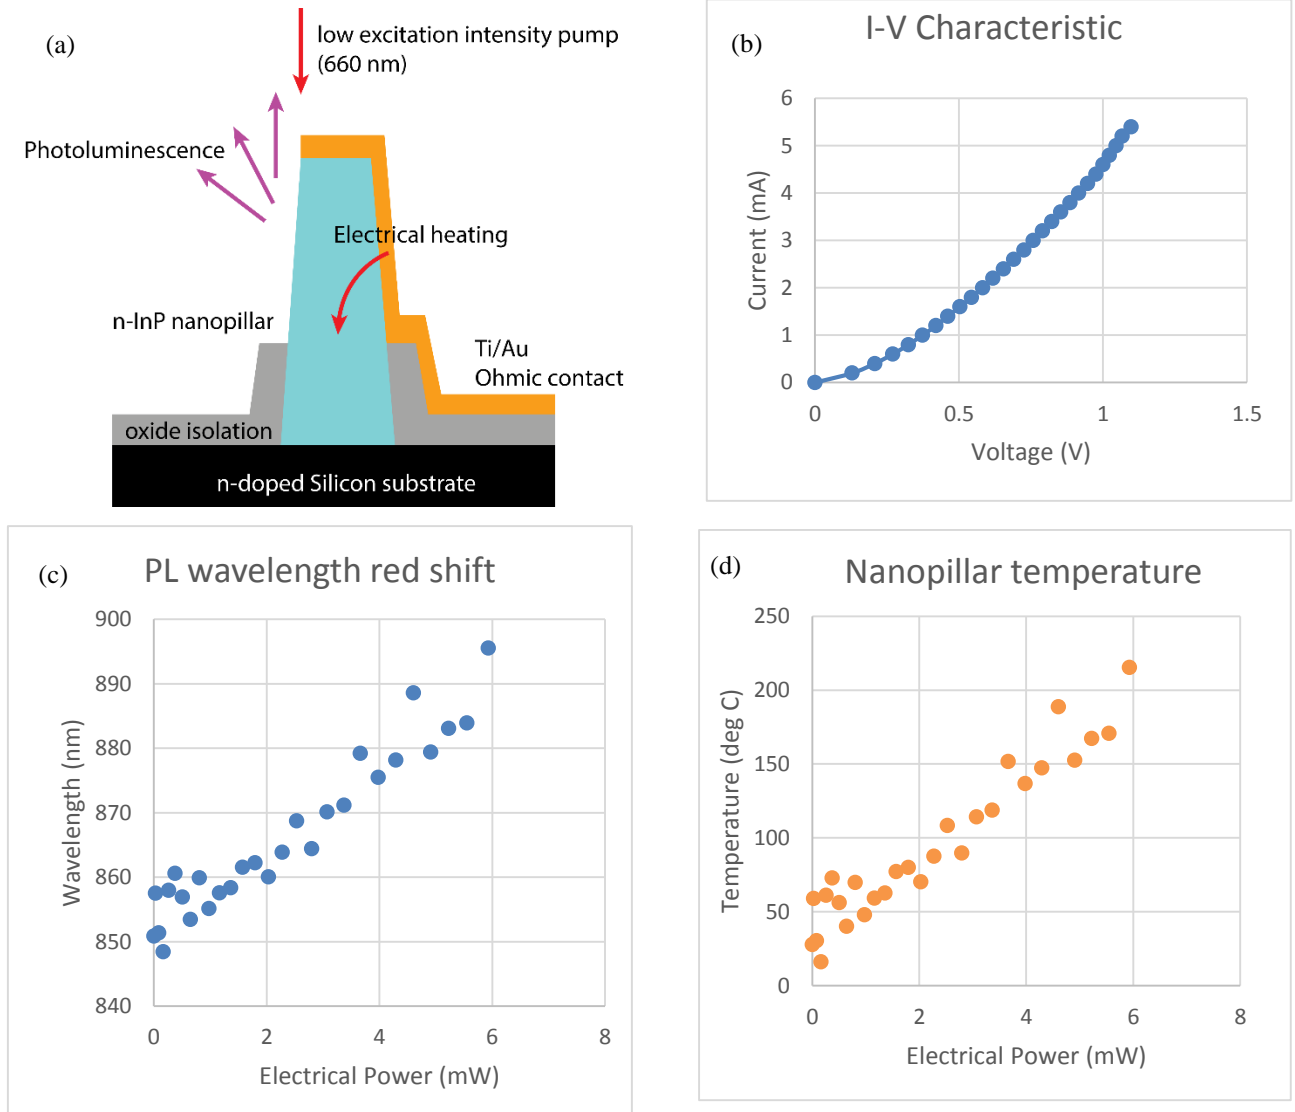 (a)
low excitation intensity pump
(660 nm)
Photoluminescence
Electrical heating
n-InP nanopillar
Ti/Au
Ohmic contact
oxide isolation
n-doped Silicon substrate
(b)
I-V Characteristic
Current (mA)
6
5
4
3
2
1
0
0
0.5
1
1.5
Voltage (V)
(c)
PL wavelength red shift
Wavelength (nm)
900
890
880
870
860
850
840
0
2
4
6
8
Electrical Power (mW)
(d)
Nanopillar temperature
Temperature (deg C)
250
200
150
100
50
0
0
2
4
6
8
Electrical Power (mW)